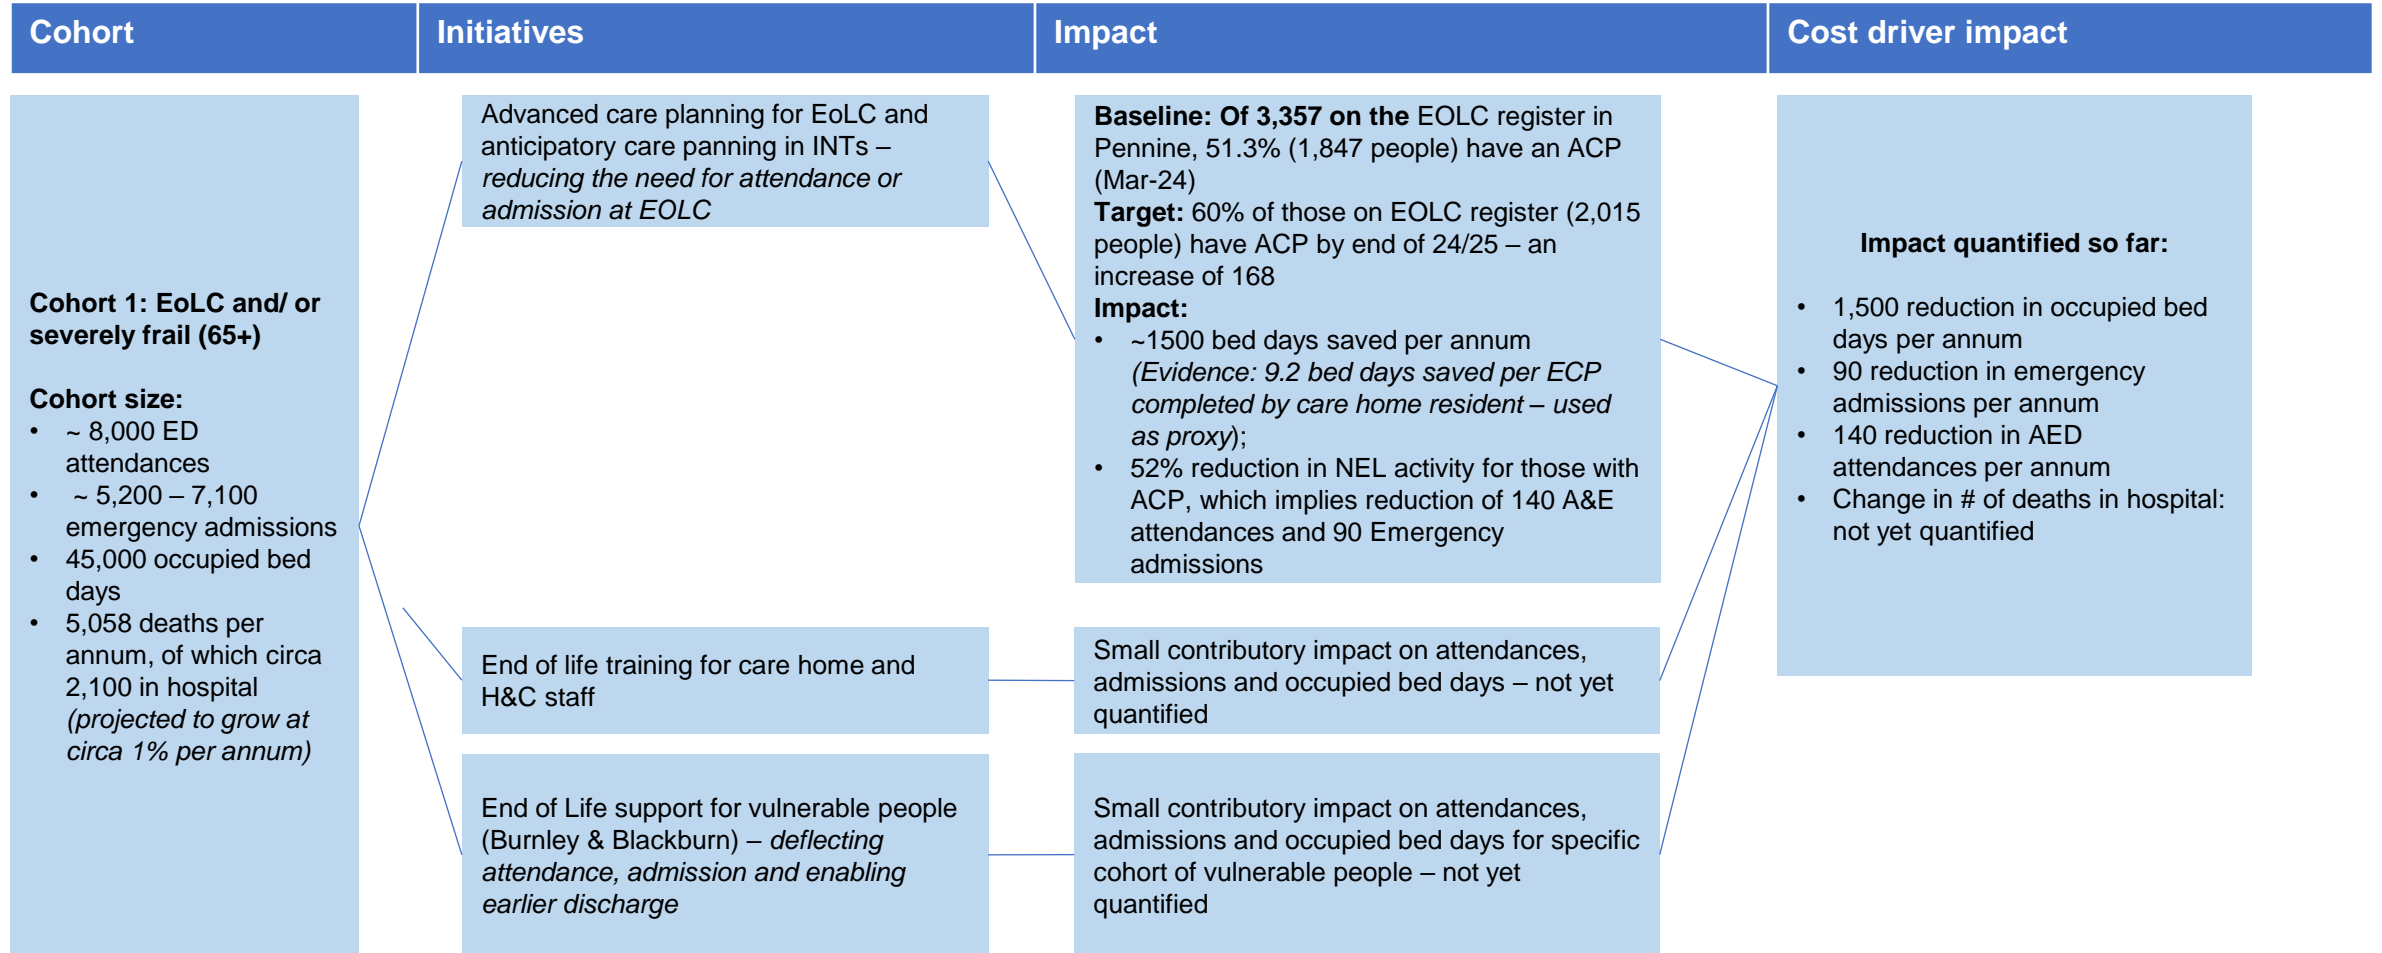 Cohort
Initiatives
Impact
Cost driver impact
Cohort 1: EoLC and/ or
severely frail (65+)
Cohort size:
• ~ 8,000 ED
attendances
• ~ 5,200 – 7,100
emergency admissions
• 45,000 occupied bed
days
• 5,058 deaths per
annum, of which circa
2,100 in hospital
(projected to grow at
circa 1% per annum)
Advanced care planning for EoLC and
anticipatory care panning in INTs –
reducing the need for attendance or
admission at EOLC
End of life training for care home and
H&C staff
End of Life support for vulnerable people
(Burnley & Blackburn) – deflecting
attendance, admission and enabling
earlier discharge
Baseline: Of 3,357 on the EOLC register in
Pennine, 51.3% (1,847 people) have an ACP
(Mar-24)
Target: 60% of those on EOLC register (2,015
people) have ACP by end of 24/25 – an
increase of 168
Impact:
• ~1500 bed days saved per annum
(Evidence: 9.2 bed days saved per ECP
completed by care home resident – used
as proxy);
• 52% reduction in NEL activity for those with
ACP, which implies reduction of 140 A&E
attendances and 90 Emergency
admissions
Small contributory impact on attendances,
admissions and occupied bed days – not yet
quantified
Small contributory impact on attendances,
admissions and occupied bed days for specific
cohort of vulnerable people – not yet
quantified
Impact quantified so far:
• 1,500 reduction in occupied bed
days per annum
• 90 reduction in emergency
admissions per annum
• 140 reduction in AED
attendances per annum
• Change in # of deaths in hospital:
not yet quantified